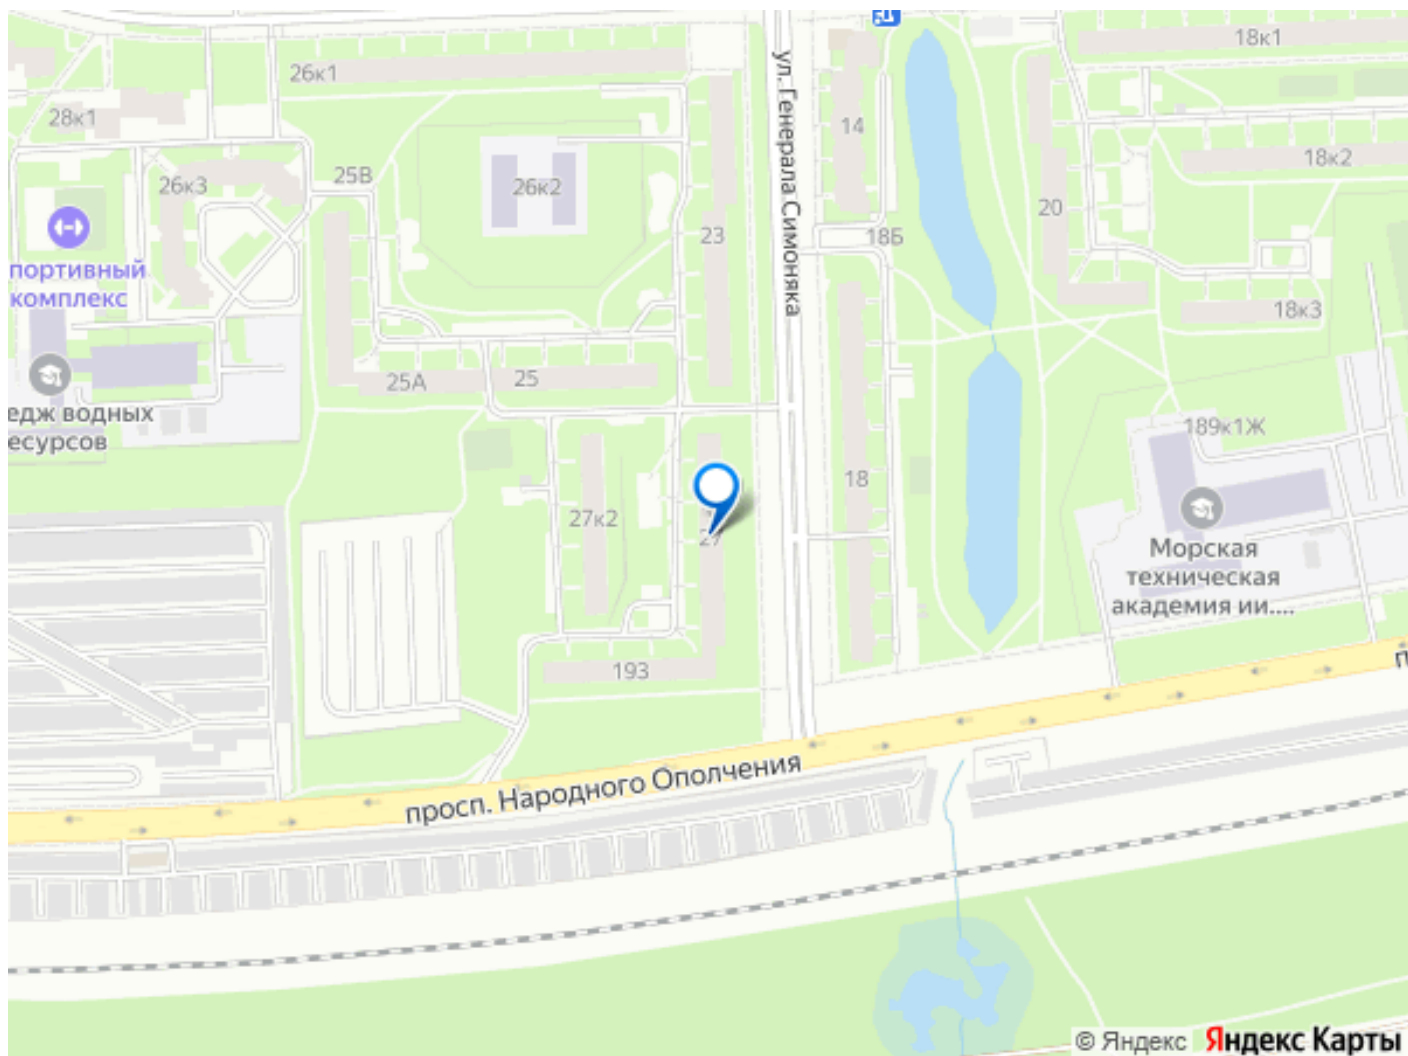 18к1
26к1
28к1
ул. Генерала Симоняка
14
18к2
26к3
25В
26к2
20
23
18Б
портивный
комплекс
18к3
25А
25
едж водных
есурсов
189к1Ж
18
27к2
27
Морская
техническая
академия ии....
193
просп. Народного Ополчения
© Яндекс Яндекс Карты